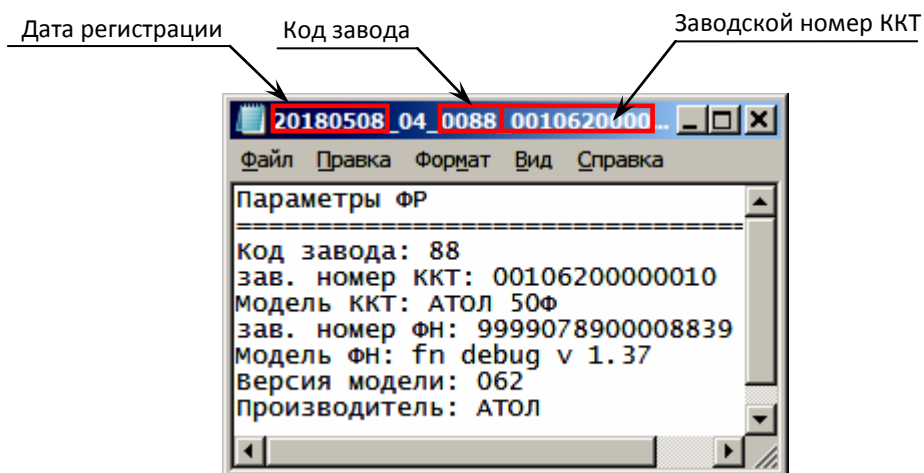 Дата регистрации
Код завода
Заводской номер ККТ
20180508_04_0088_0010620000...
Файл Правка Формат Вид Справка
Параметры ФР
==================================
Код завода: 88
зав. номер ККТ: 00106200000010
Модель ККТ: АТОЛ 50Ф
зав. номер ФН: 9999078900008839
Модель ФН: fn debug v 1.37
Версия модели: 062
Производитель: АТОЛ